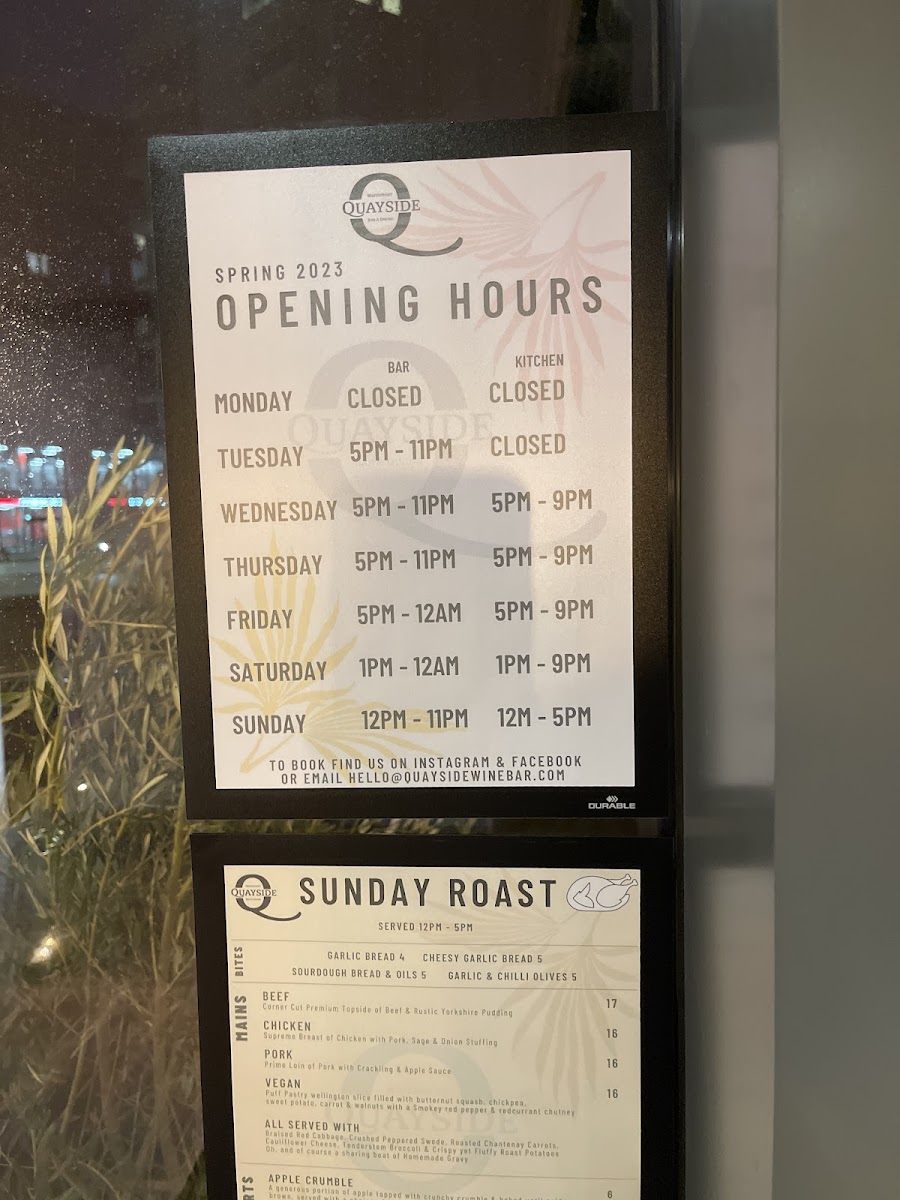 QUAYSIDE
SPRING 2023
OPENING HOURS
BAR KITCHEN
MONDAY CLOSED CLOSED
TUESDAY 5PM - 11PM CLOSED
WEDNESDAY 5PM - 11PM 5PM - 9PM
THURSDAY 5PM - 11PM 5PM - 9PM
FRIDAY 5PM - 12AM 5PM - 9PM
SATURDAY 1PM - 12AM 1PM - 9PM
SUNDAY 12PM - 11PM 12M - 5PM
QUAYSIDE
TO BOOK FIND US ON INSTAGRAM & FACEBOOK
OR EMAIL HELLO@QUAYSIDEWINEBAR.COM
DURABLE
QUAYSIDE
SUNDAY ROAST
SERVED 12PM - 5PM
BITES
GARLIC BREAD 4 CHEESY GARLIC BREAD 5
SOURDOUGH BREAD & OILS 5 GARLIC & CHILLI OLIVES 5
MAINS
BEEF 17
Corner Cut Premium Topside of Beef & Rustic Yorkshire Pudding
CHICKEN 16
Supreme Breast of Chicken with Pork, Sage & Onion Stuffing
PORK 16
Prime Loin of Pork with Crackling & Apple Sauce
VEGAN 16
Puff Pastry wellington slice filled with butternut squash, chickpea,
sweet potato, carrot & walnuts with a Smokey red pepper & redcurrant chutney
ALL SERVED WITH
Braised Red Cabbage, Crushed Peppered Swede, Roasted Chantenay Carrots,
Cauliflower Cheese, Tenderstem Broccoli & Crispy yet Fluffy Roast Potatoes
Oh, and of course a sharing boat of Homemade Gravy
QUAYSIDE
APPLE CRUMBLE 6
A generous portion of apple topped with crunchy crumble & baked